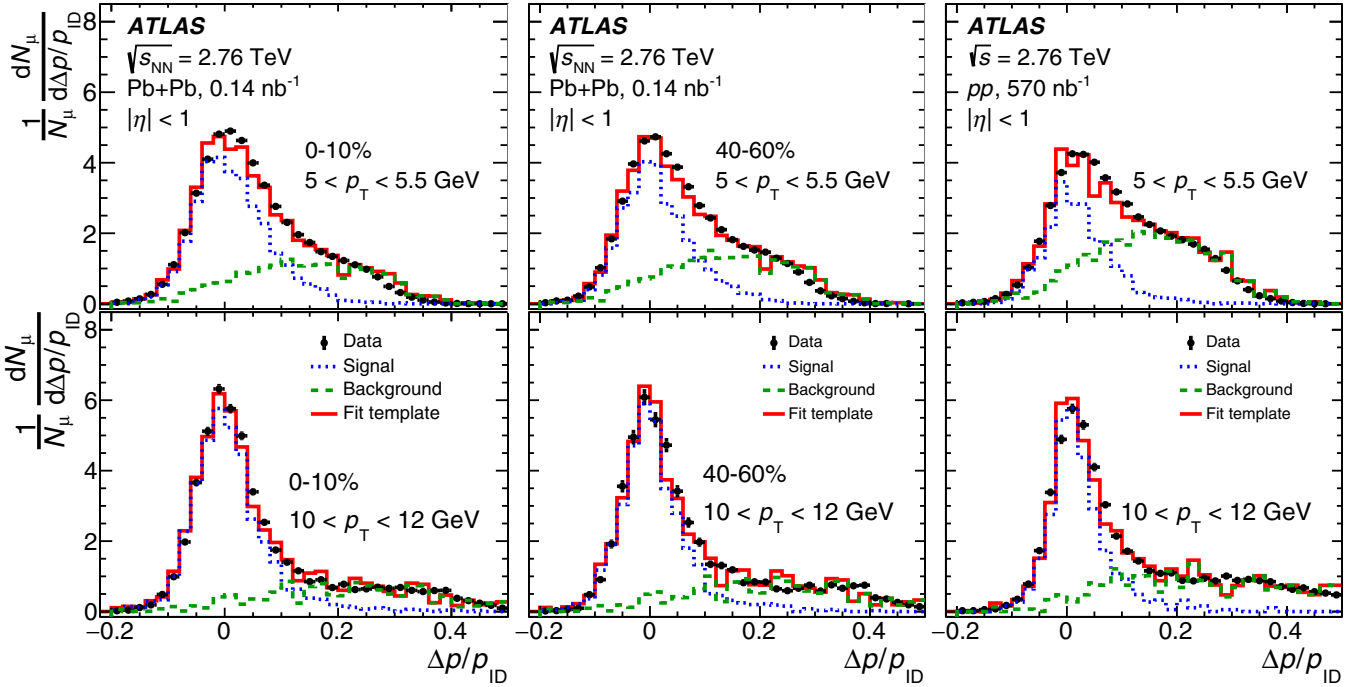 1/Nμ dNμ/dΔp/pID
8
6
4
2
0
ATLAS
√sNN = 2.76 TeV
Pb+Pb, 0.14 nb⁻¹
|η| < 1
0-10%
5 < pT < 5.5 GeV
ATLAS
√sNN = 2.76 TeV
Pb+Pb, 0.14 nb⁻¹
|η| < 1
40-60%
5 < pT < 5.5 GeV
ATLAS
√s = 2.76 TeV
pp, 570 nb⁻¹
|η| < 1
5 < pT < 5.5 GeV
1/Nμ dNμ/dΔp/pID
8
6
4
2
0
Data
Signal
Background
Fit template
0-10%
10 < pT < 12 GeV
Data
Signal
Background
Fit template
40-60%
10 < pT < 12 GeV
Data
Signal
Background
Fit template
10 < pT < 12 GeV
−0.2 0 0.2 0.4
Δp/pID
−0.2 0 0.2 0.4
Δp/pID
−0.2 0 0.2 0.4
Δp/pID